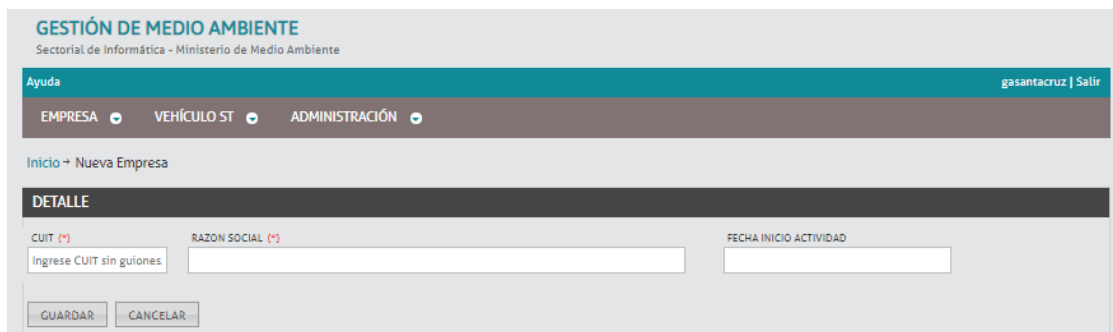 GESTIÓN DE MEDIO AMBIENTE
Sectorial de Informática - Ministerio de Medio Ambiente
Ayuda gasantacruz | Salir
EMPRESA VEHÍCULO ST ADMINISTRACIÓN
Inicio → Nueva Empresa
DETALLE
CUIT (*) RAZON SOCIAL (*) FECHA INICIO ACTIVIDAD
Ingrese CUIT sin guiones
GUARDAR CANCELAR